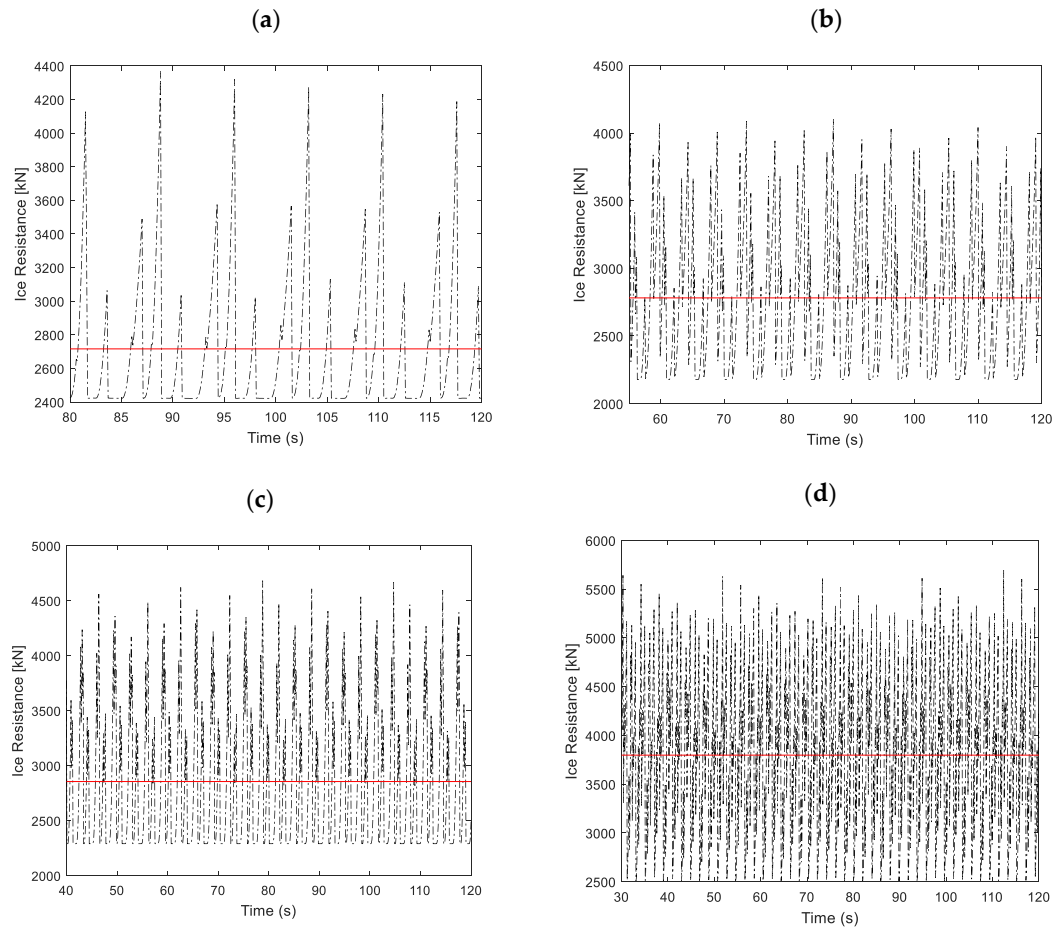 (a)
4400
4200
4000
3800
3600
3400
3200
3000
2800
2600
2400
Ice Resistance [kN]
80 85 90 95 100 105 110 115 120
Time (s)
(b)
4500
4000
3500
3000
2500
2000
Ice Resistance [kN]
60 70 80 90 100 110 120
Time (s)
(c)
5000
4500
4000
3500
3000
2500
2000
Ice Resistance [kN]
40 50 60 70 80 90 100 110 120
Time (s)
(d)
6000
5500
5000
4500
4000
3500
3000
2500
Ice Resistance [kN]
30 40 50 60 70 80 90 100 110 120
Time (s)